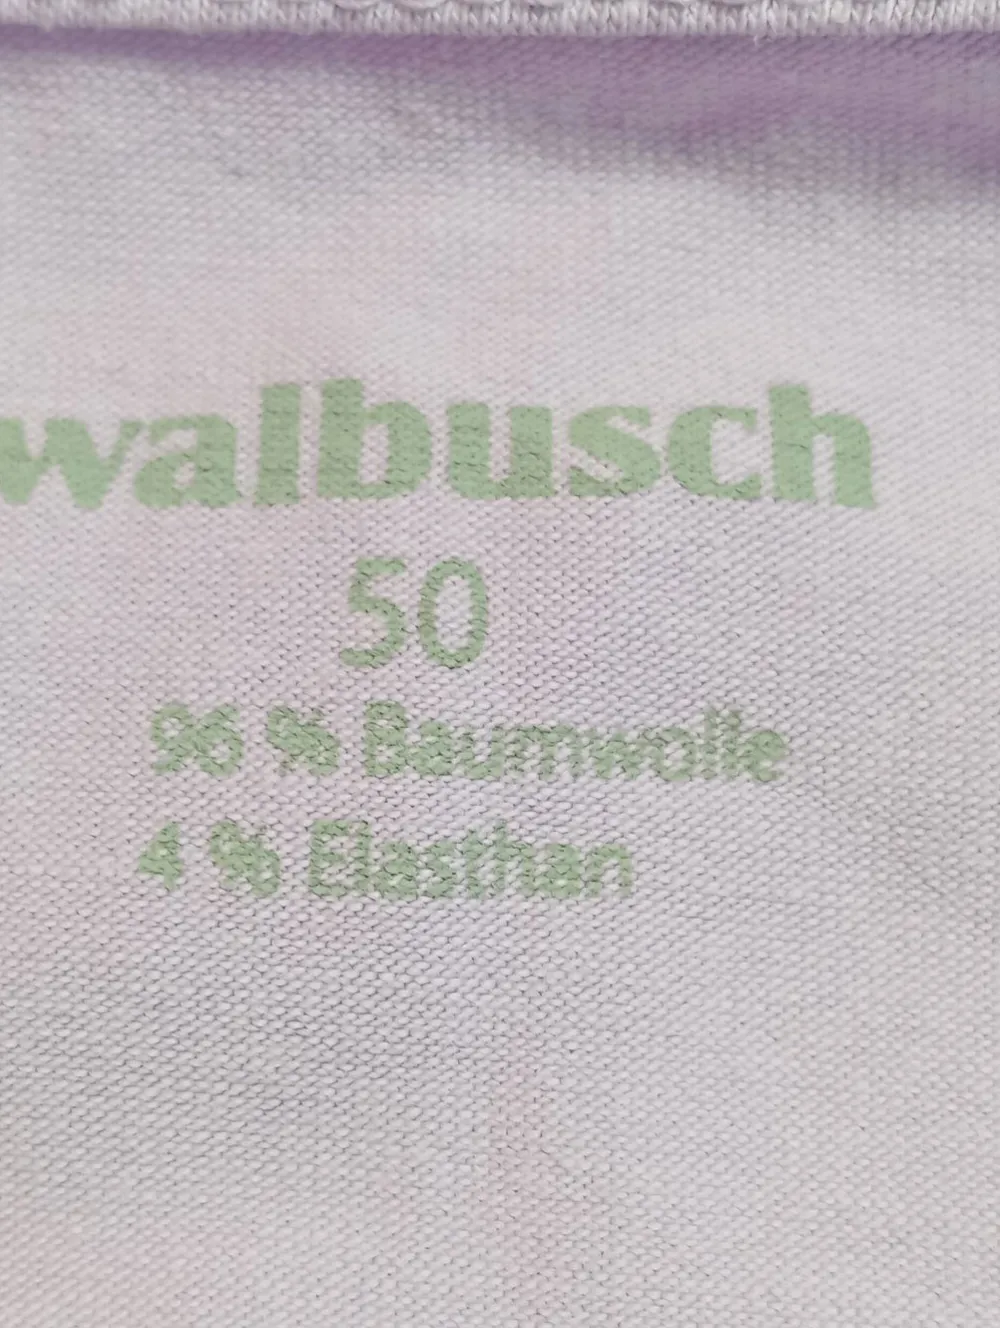 walbusch
50
96 % Baumwolle
4 % Elasthan